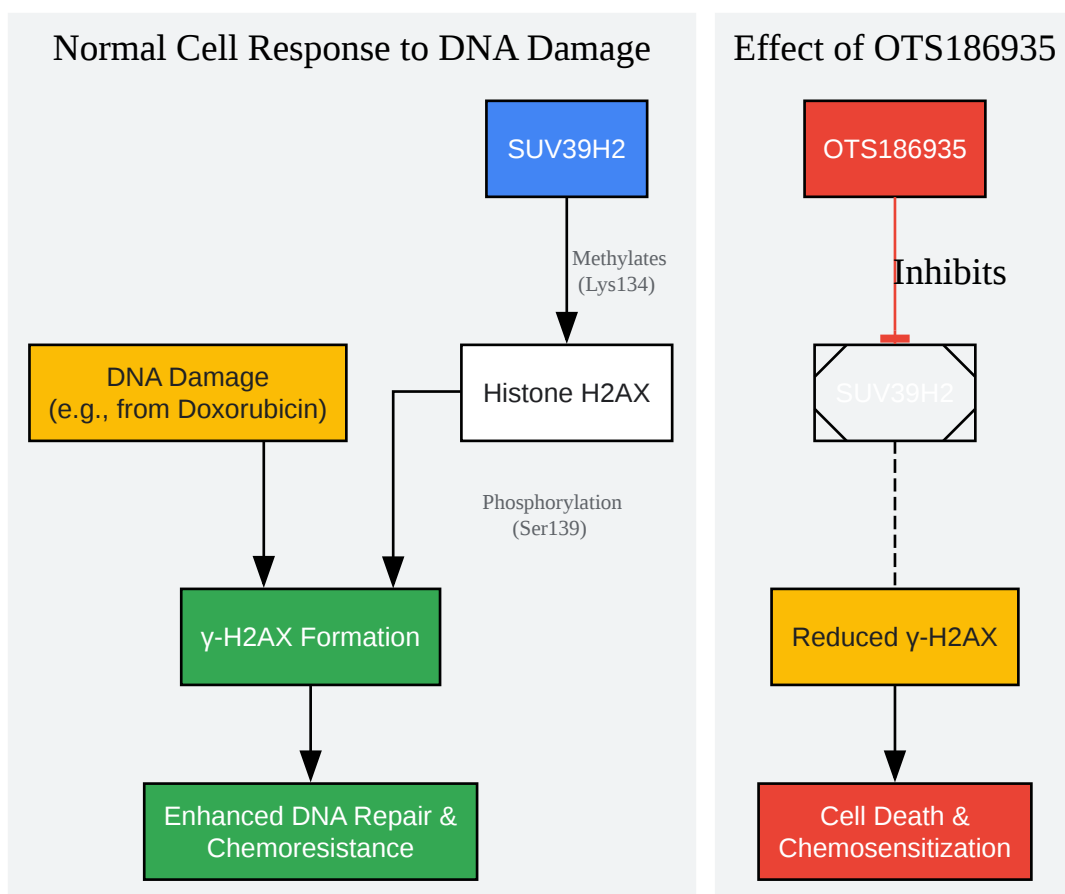 Normal Cell Response to DNA Damage
SUV39H2
Methylates
(Lys134)
DNA Damage
(e.g., from Doxorubicin)
Histone H2AX
Phosphorylation
(Ser139)
γ-H2AX Formation
Enhanced DNA Repair &
Chemoresistance
Effect of OTS186935
OTS186935
Inhibits
SUV39H2
Reduced γ-H2AX
Cell Death &
Chemosensitization